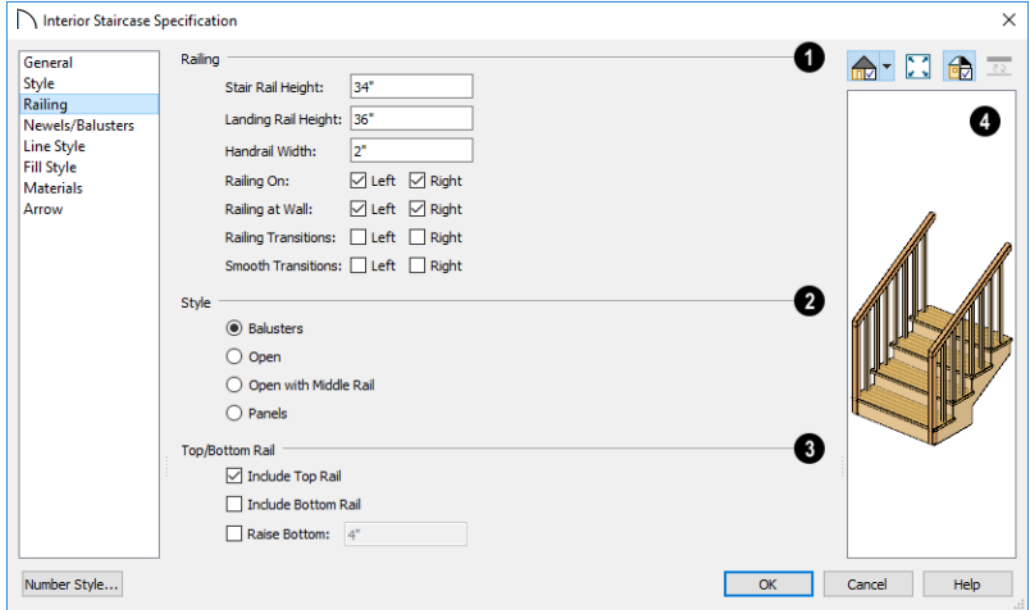 Interior Staircase Specification
General
Style
Railing
Newels/Balusters
Line Style
Fill Style
Materials
Arrow
Railing 1
Stair Rail Height: 34"
Landing Rail Height: 36"
Handrail Width: 2"
Railing On: Left Right
Railing at Wall: Left Right
Railing Transitions: Left Right
Smooth Transitions: Left Right
Style 2
Balusters
Open
Open with Middle Rail
Panels
Top/Bottom Rail 3
Include Top Rail
Include Bottom Rail
Raise Bottom: 4"
4
Number Style... OK Cancel Help